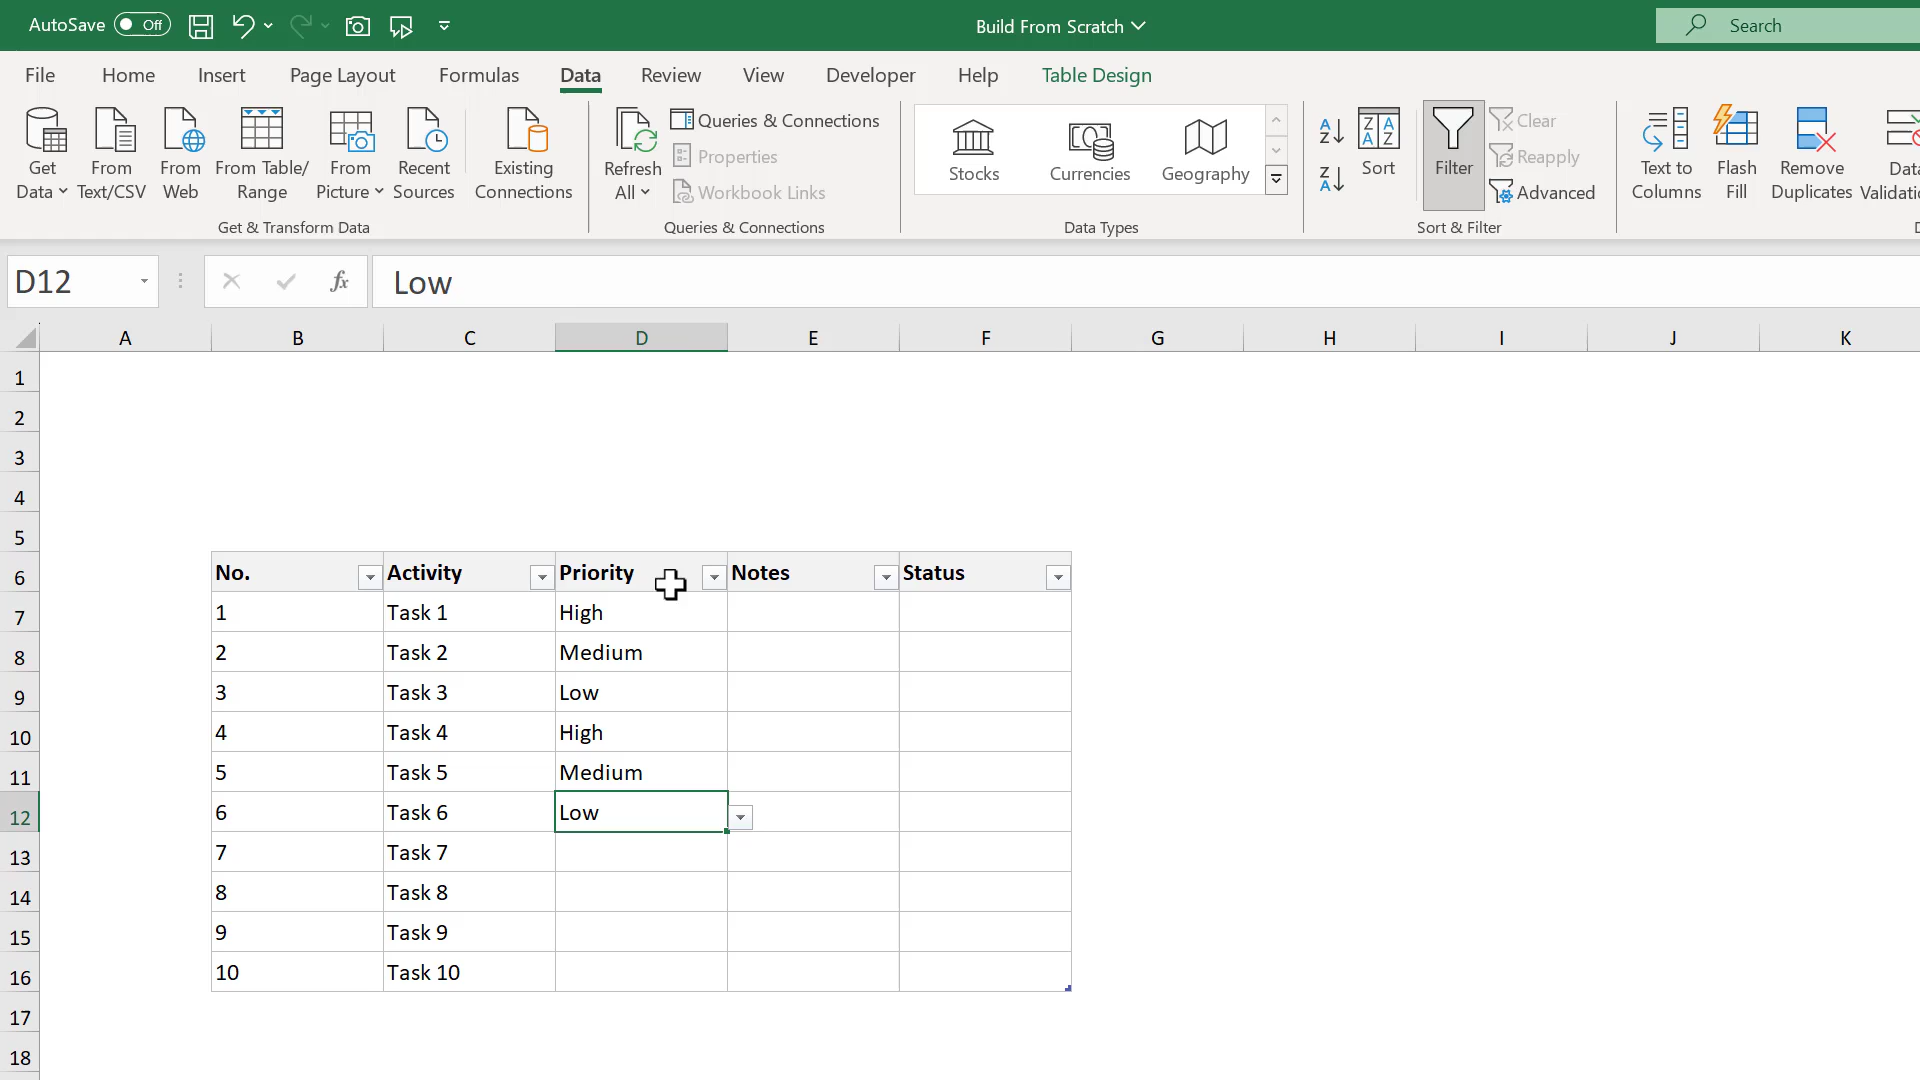 AutoSave Off
Build From Scratch
Search
File Home Insert Page Layout Formulas Data Review View Developer Help Table Design
Get Data
From Text/CSV
From Web
From Table/ Range
From Picture
Recent Sources
Existing Connections
Get & Transform Data
Refresh All
Queries & Connections
Properties
Workbook Links
Queries & Connections
Stocks
Currencies
Geography
Data Types
Sort
Filter
Clear
Reapply
Advanced
Sort & Filter
Text to Columns
Flash Fill
Remove Duplicates
D12
fx
Low
A B C D E F G H I J K
1
2
3
4
5
6 No. Activity Priority Notes Status
7 1 Task 1 High
8 2 Task 2 Medium
9 3 Task 3 Low
10 4 Task 4 High
11 5 Task 5 Medium
12 6 Task 6 Low
13 7 Task 7
14 8 Task 8
15 9 Task 9
16 10 Task 10
17
18